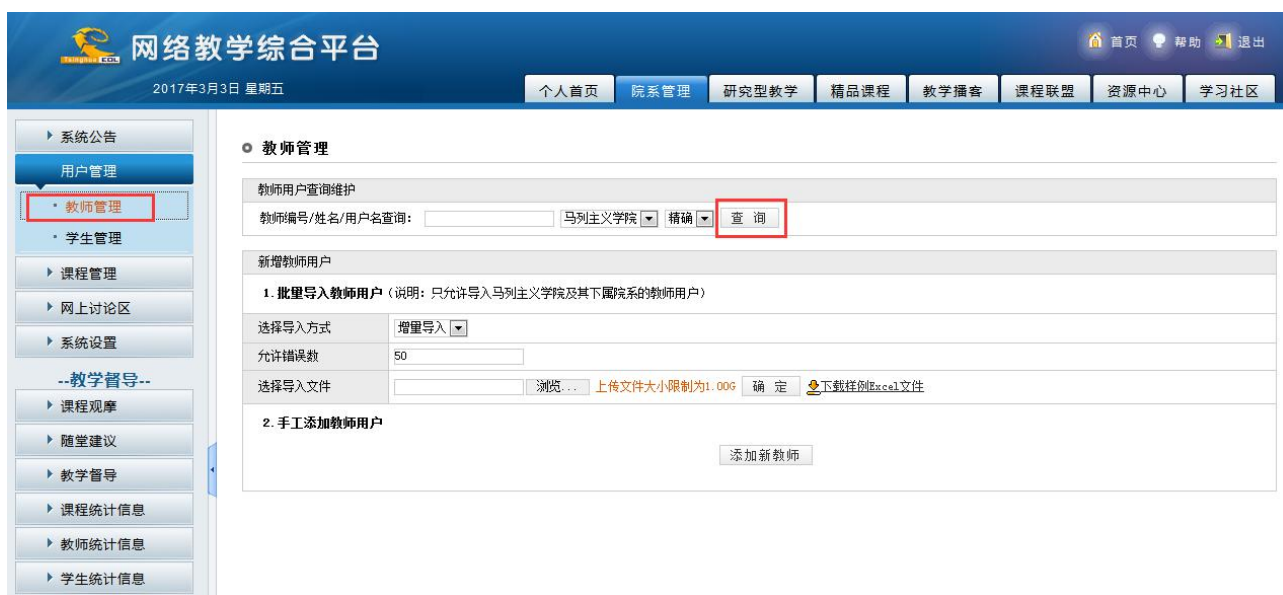 网络教学综合平台
首页 帮助 退出
Tsinghua EOL
2017年3月3日 星期五
个人首页 院系管理 研究型教学 精品课程 教学播客 课程联盟 资源中心 学习社区
系统公告
用户管理
教师管理
学生管理
课程管理
网上讨论区
系统设置
--教学督导--
课程观摩
随堂建议
教学督导
课程统计信息
教师统计信息
学生统计信息
教师管理
教师用户查询维护
教师编号/姓名/用户名查询: 马列主义学院 精确 查 询
新增教师用户
1.批里导入教师用户(说明: 只允许导入马列主义学院及其下属院系的教师用户)
选择导入方式 增里导入
允许错误数 50
选择导入文件 浏览... 上传文件大小限制为1.00G 确 定 下载样例Excel文件
2.手工添加教师用户
添加新教师